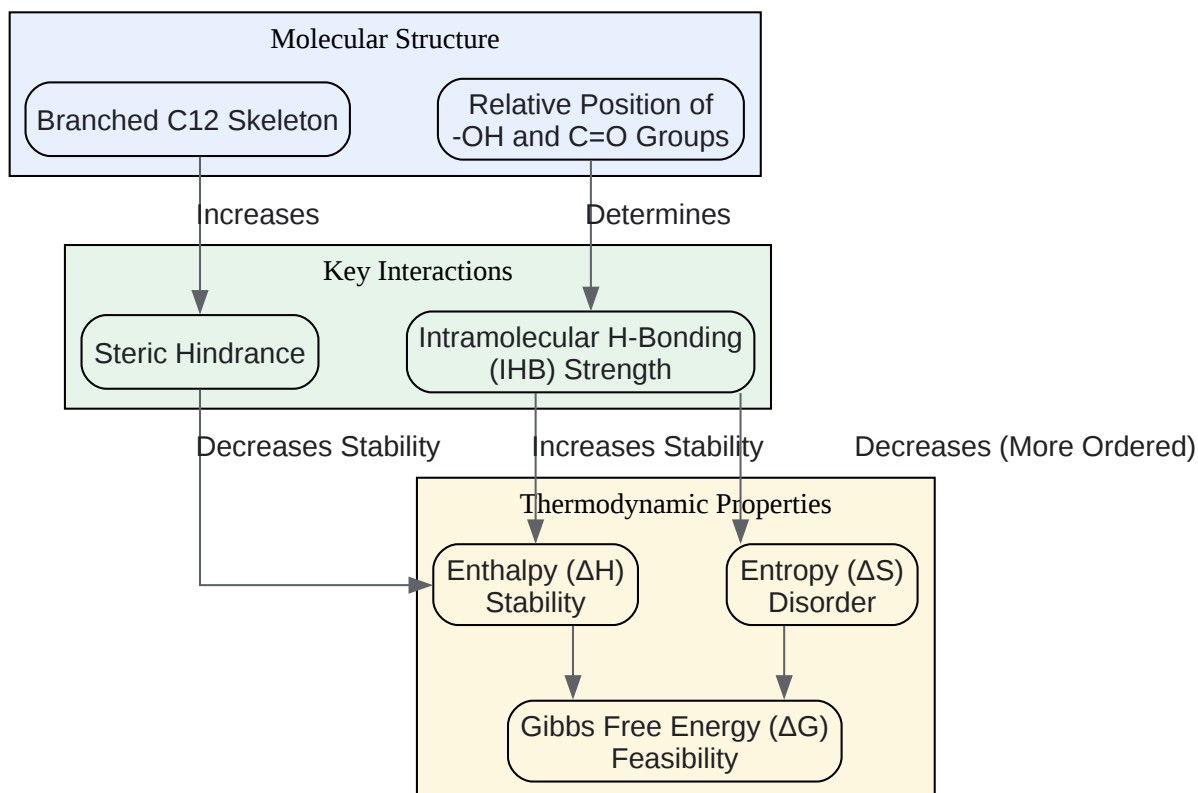 Molecular Structure
Branched C12 Skeleton
Relative Position of
-OH and C=O Groups
Increases
Determines
Key Interactions
Steric Hindrance
Intramolecular H-Bonding
(IHB) Strength
Decreases Stability
Increases Stability
Decreases (More Ordered)
Thermodynamic Properties
Enthalpy (ΔH)
Stability
Entropy (ΔS)
Disorder
Gibbs Free Energy (ΔG)
Feasibility